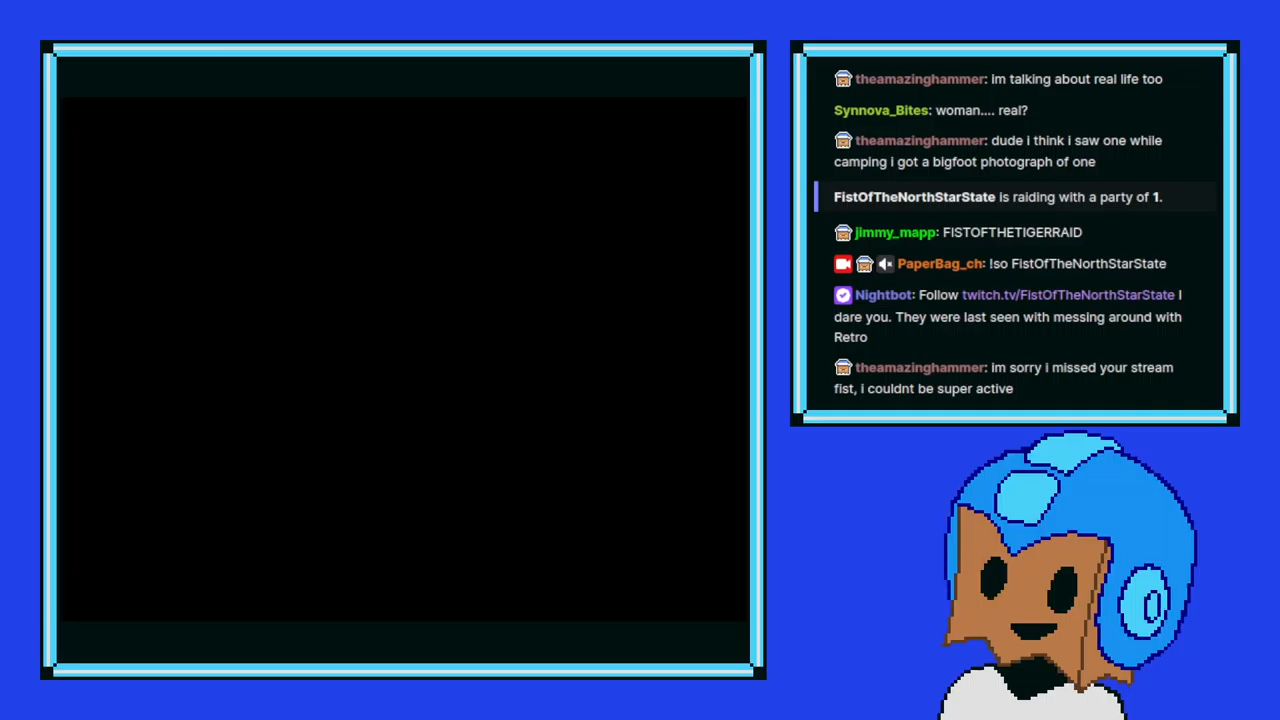 theamazinghammer: im talking about real life too
Synnova_Bites: woman.... real?
theamazinghammer: dude i think i saw one while
camping i got a bigfoot photograph of one
FistOfTheNorthStarState is raiding with a party of 1.
jimmy_mapp: FISTOFTHETIGERRAID
PaperBag_ch: !so FistOfTheNorthStarState
Nightbot: Follow twitch.tv/FistOfTheNorthStarState I
dare you. They were last seen with messing around with
Retro
theamazinghammer: im sorry i missed your stream
fist, i couldnt be super active